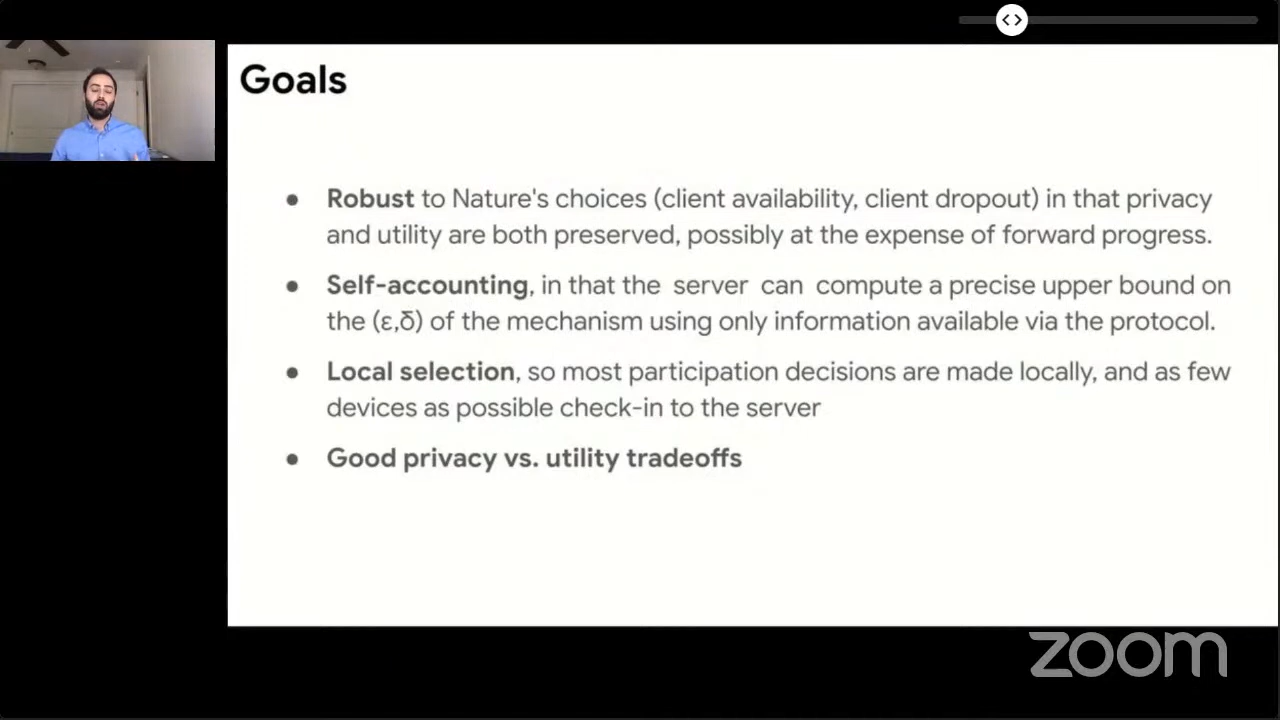 Goals
● Robust to Nature's choices (client availability, client dropout) in that privacy
and utility are both preserved, possibly at the expense of forward progress.
● Self-accounting, in that the server can compute a precise upper bound on
the (ε,δ) of the mechanism using only information available via the protocol.
● Local selection, so most participation decisions are made locally, and as few
devices as possible check-in to the server
● Good privacy vs. utility tradeoffs
zoom